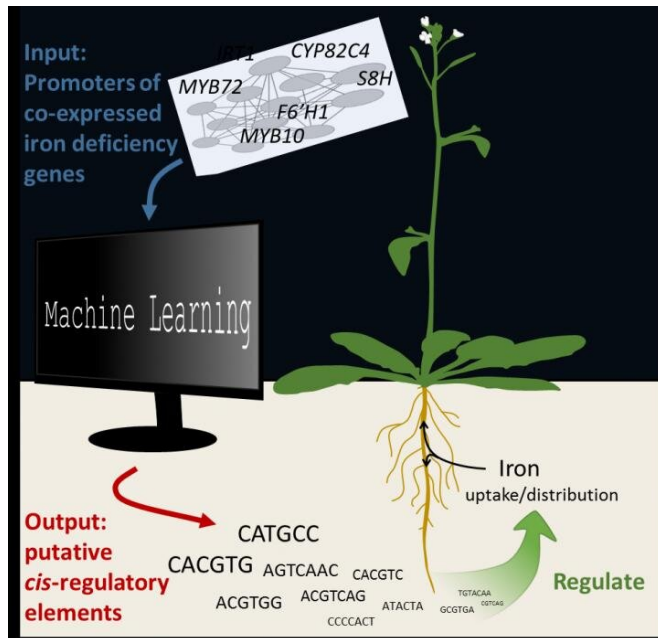 Input:
Promoters of
co-expressed
iron deficiency
genes
IRT1
CYP82C4
MYB72
S8H
F6'H1
MYB10
Machine Learning
Iron
uptake/distribution
Output:
putative
cis-regulatory
elements
CATGCC
CACGTG
AGTCAAC
CACGTC
ACGTGG
ACGTCAG
ATACTA
CCCCACT
TGTACAA
CGTCAG
GCGTGA
Regulate